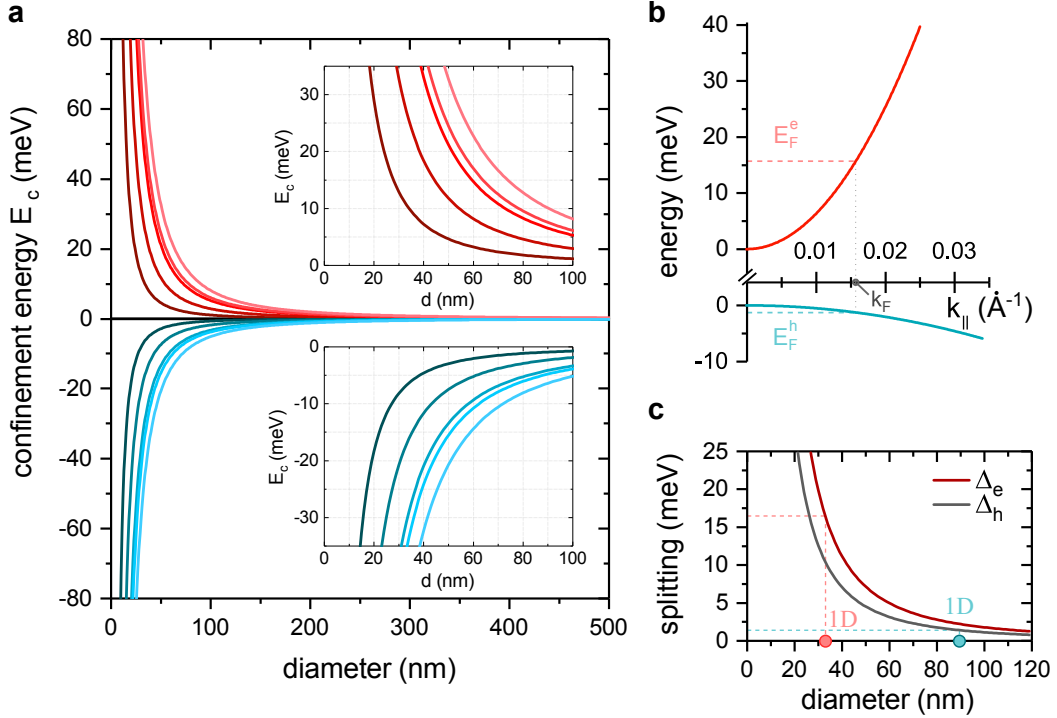 a
confinement energy E_c (meV)
80
60
40
20
0
-20
-40
-60
-80
0 100 200 300 400 500
diameter (nm)
E_c (meV)
30
20
10
0
0 20 40 60 80 100
d (nm)
E_c (meV)
0
-10
-20
-30
0 20 40 60 80 100
d (nm)
b
energy (meV)
40
30
20
10
0
E_F^e
0.01 0.02 0.03
k_F
k_|| (Å⁻¹)
0
-10
E_F^h
c
splitting (meV)
25
20
15
10
5
0
Δ_e
Δ_h
1D
1D
0 20 40 60 80 100 120
diameter (nm)